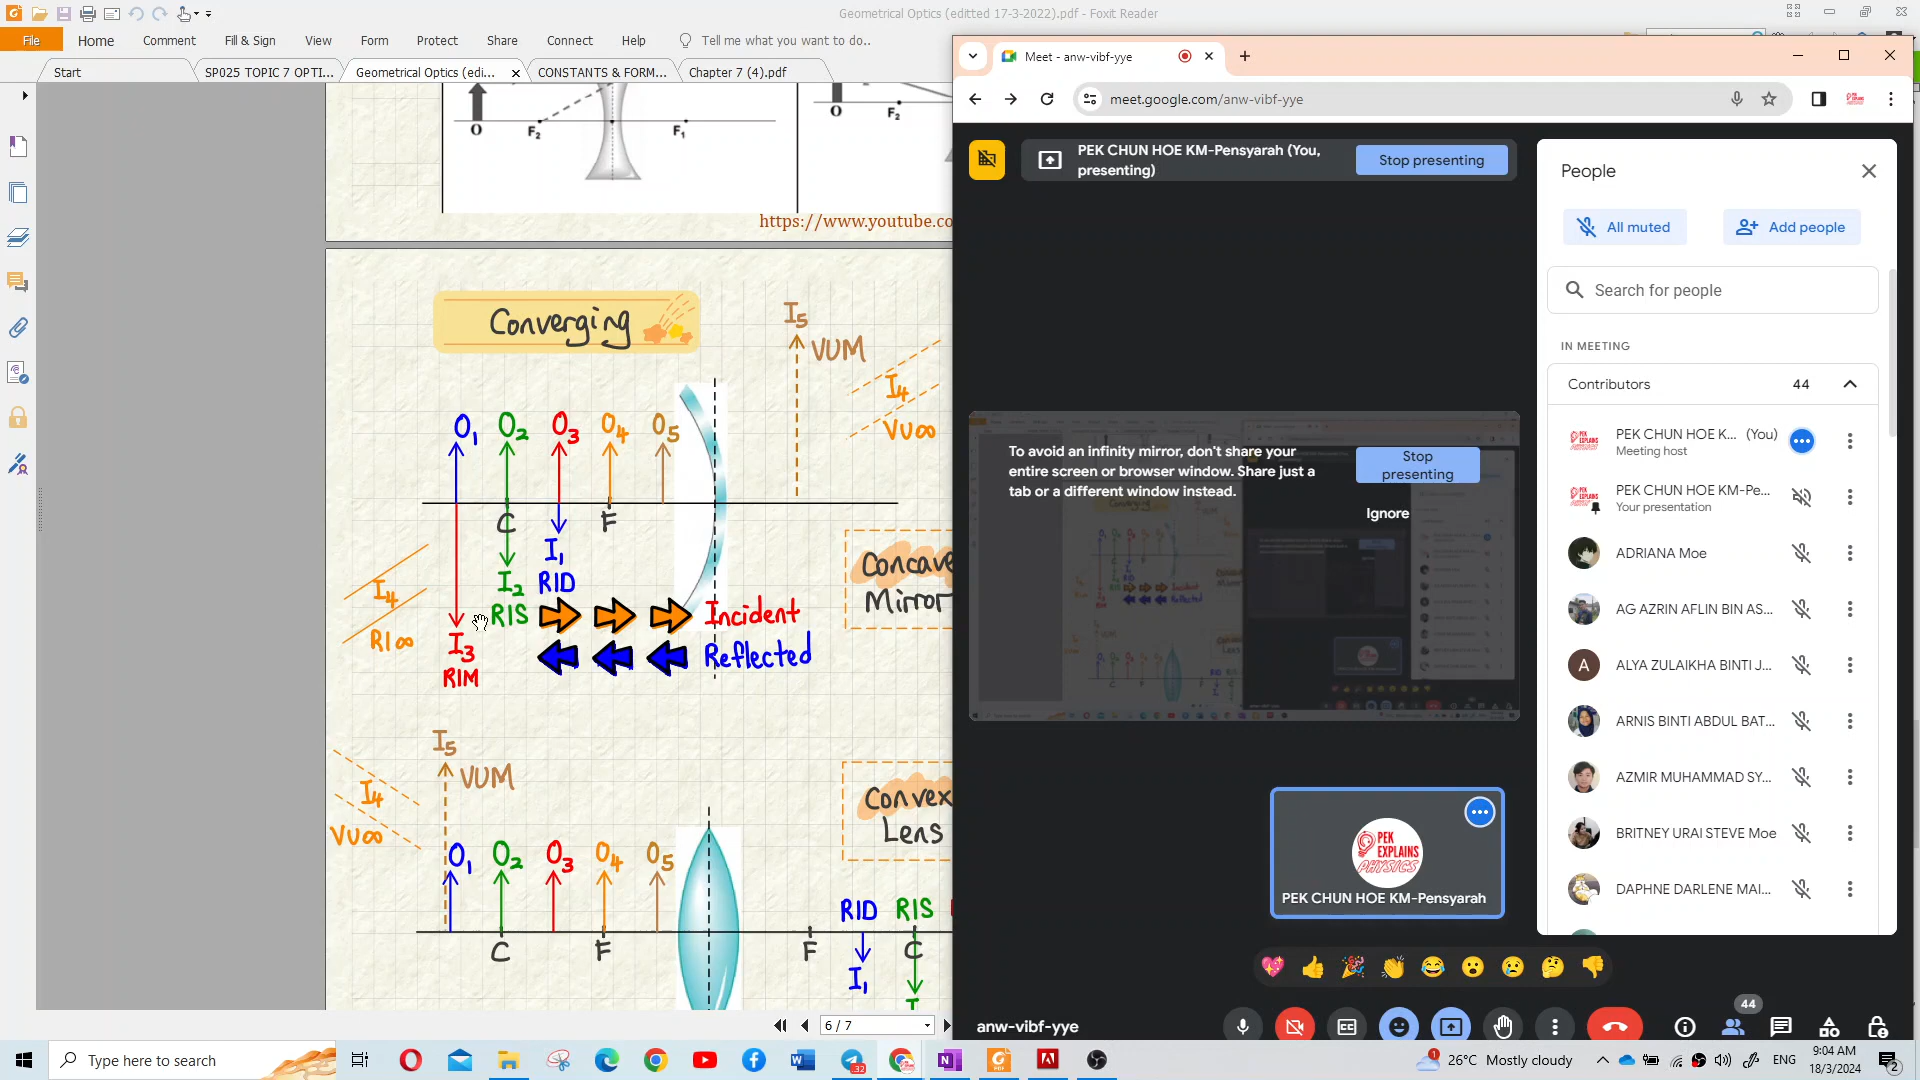 Geometrical Optics (editted 17-3-2022).pdf - Foxit Reader
File Home Comment Fill & Sign View Form Protect Share Connect Help Tell me what you want to do..
Start
SP025 TOPIC 7 OPTI...
Geometrical Optics (edi...
CONSTANTS & FORM...
Chapter 7 (4).pdf
O F₂ F₁
O F₂
https://www.youtube.co
Converging
I₅
VUM
I₄
VU∞
O₁ O₂ O₃ O₄ O₅
C F
I₁
RID
I₂
RIS
I₃
RIM
I₄
RI∞
Incident
Reflected
Concave
Mirror
I₅
VUM
I₄
VU∞
O₁ O₂ O₃ O₄ O₅
C F F C
Convex
Lens
RID RIS
I₁
6 / 7
Meet - anw-vibf-yye
meet.google.com/anw-vibf-yye
PEK CHUN HOE KM-Pensyarah (You,
presenting)
Stop presenting
To avoid an infinity mirror, don't share your
entire screen or browser window. Share just a
tab or a different window instead.
Stop
presenting
Ignore
PEK
EXPLAINS
PHYSICS
PEK CHUN HOE KM-Pensyarah
People
All muted
Add people
Search for people
IN MEETING
Contributors 44
PEK CHUN HOE K... (You)
Meeting host
PEK CHUN HOE KM-Pe...
Your presentation
ADRIANA Moe
AG AZRIN AFLIN BIN AS...
A
ALYA ZULAIKHA BINTI J...
ARNIS BINTI ABDUL BAT...
AZMIR MUHAMMAD SY...
BRITNEY URAI STEVE Moe
DAPHNE DARLENE MAI...
44
anw-vibf-yye
Type here to search
32
1
26°C Mostly cloudy
ENG
9:04 AM
18/3/2024
2